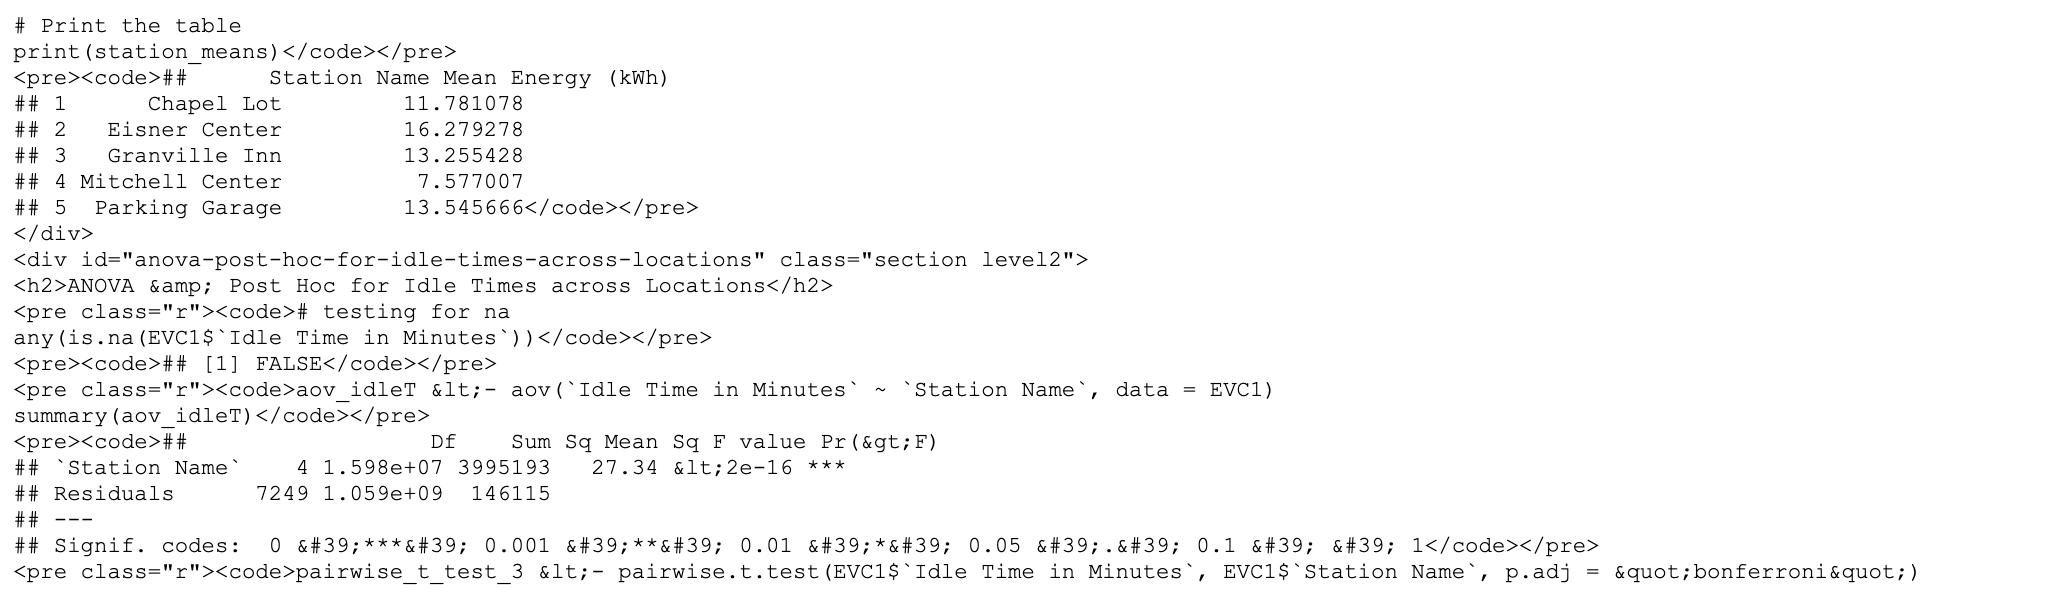 # Print the table
print(station_means)</code></pre>
<pre><code>##      Station Name Mean Energy (kWh)
## 1      Chapel Lot         11.781078
## 2   Eisner Center         16.279278
## 3   Granville Inn         13.255428
## 4 Mitchell Center          7.577007
## 5  Parking Garage         13.545666</code></pre>
</div>
<div id="anova-post-hoc-for-idle-times-across-locations" class="section level2">
<h2>ANOVA &amp; Post Hoc for Idle Times across Locations</h2>
<pre class="r"><code># testing for na
any(is.na(EVC1$`Idle Time in Minutes`))</code></pre>
<pre><code>## [1] FALSE</code></pre>
<pre class="r"><code>aov_idleT &lt;- aov(`Idle Time in Minutes` ~ `Station Name`, data = EVC1)
summary(aov_idleT)</code></pre>
<pre><code>##                  Df    Sum Sq Mean Sq F value Pr(&gt;F)
## `Station Name`    4 1.598e+07 3995193   27.34 &lt;2e-16 ***
## Residuals      7249 1.059e+09  146115
## ---
## Signif. codes:  0 &#39;***&#39; 0.001 &#39;**&#39; 0.01 &#39;*&#39; 0.05 &#39;.&#39; 0.1 &#39; &#39; 1</code></pre>
<pre class="r"><code>pairwise_t_test_3 &lt;- pairwise.t.test(EVC1$`Idle Time in Minutes`, EVC1$`Station Name`, p.adj = &quot;bonferroni&quot;)